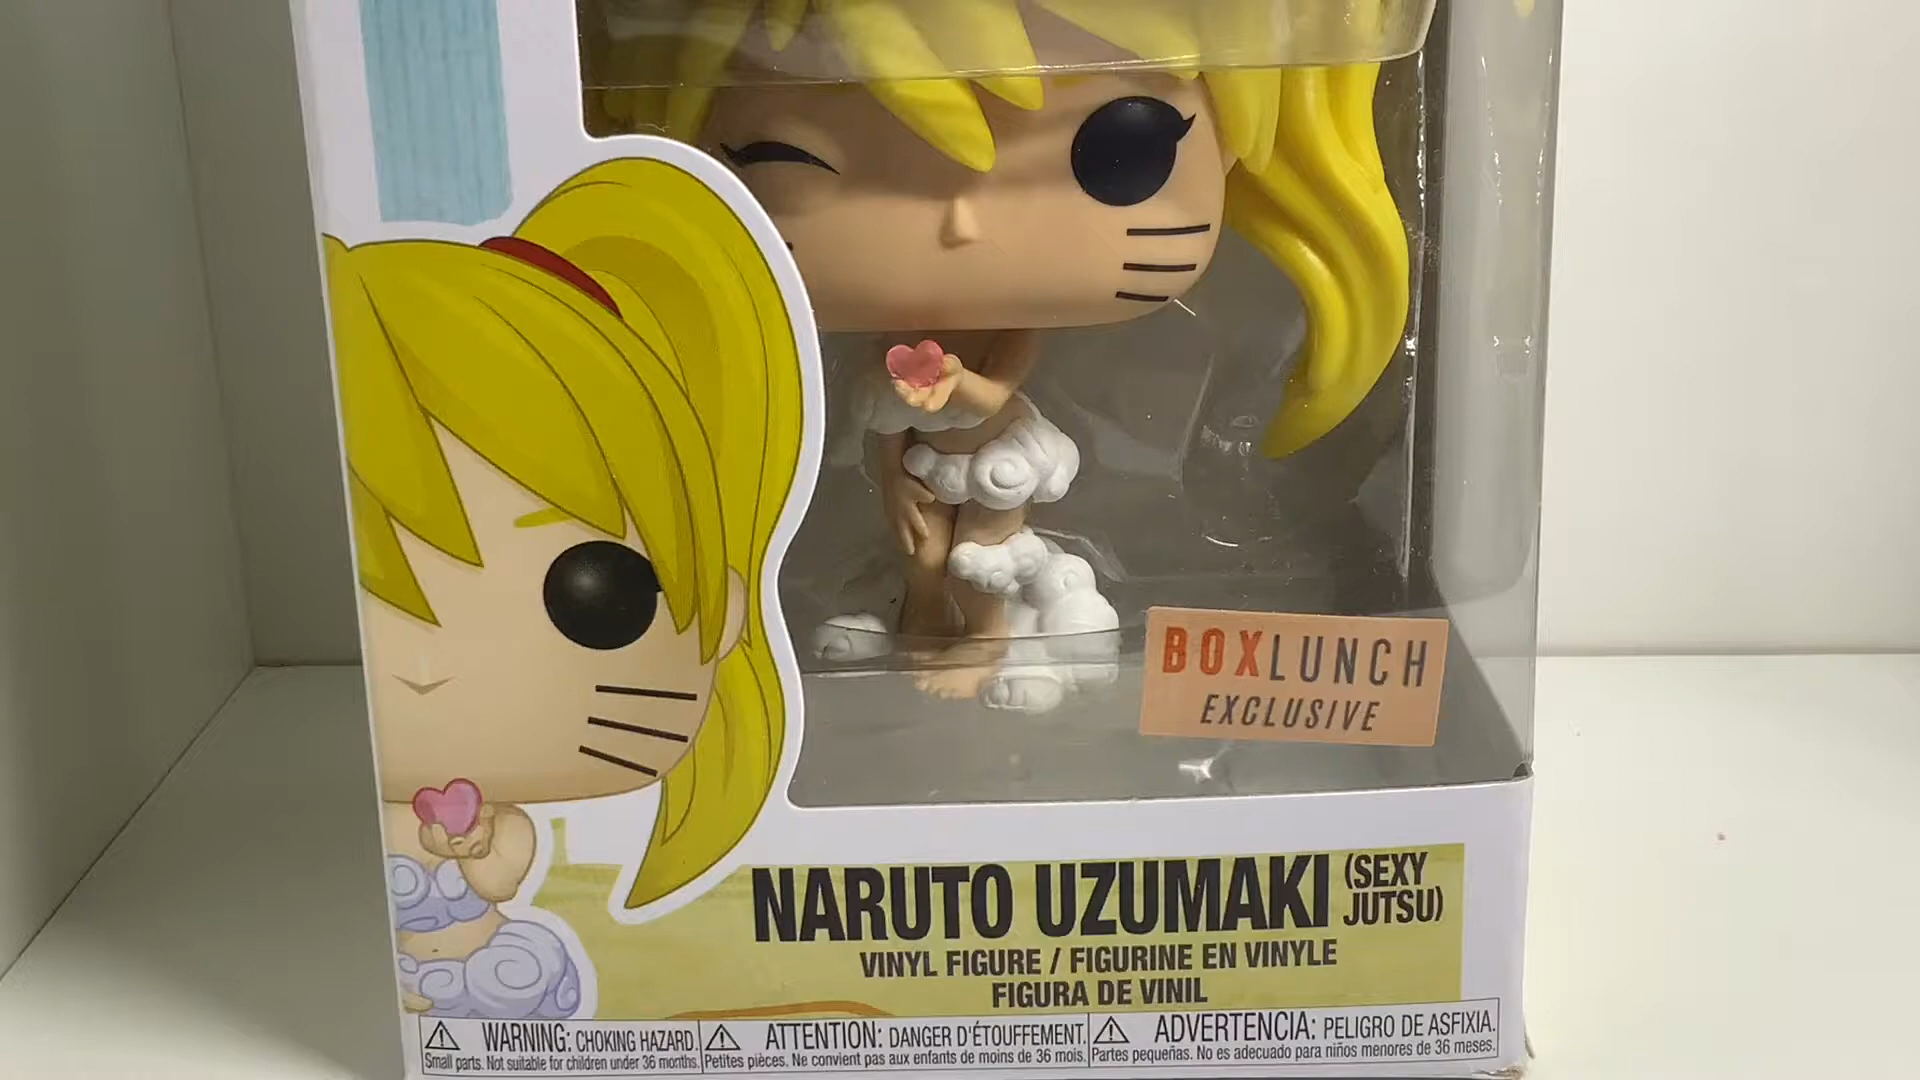 BOXLUNCH
EXCLUSIVE
NARUTO UZUMAKI (SEXY JUTSU)
VINYL FIGURE / FIGURINE EN VINYLE
FIGURA DE VINIL
WARNING: CHOKING HAZARD.
Small parts. Not suitable for children under 36 months.
ATTENTION: DANGER D'ÉTOUFFEMENT.
Petites pièces. Ne convient pas aux enfants de moins de 36 mois.
ADVERTENCIA: PELIGRO DE ASFIXIA.
Partes pequeñas. No es adecuado para niños menores de 36 meses.